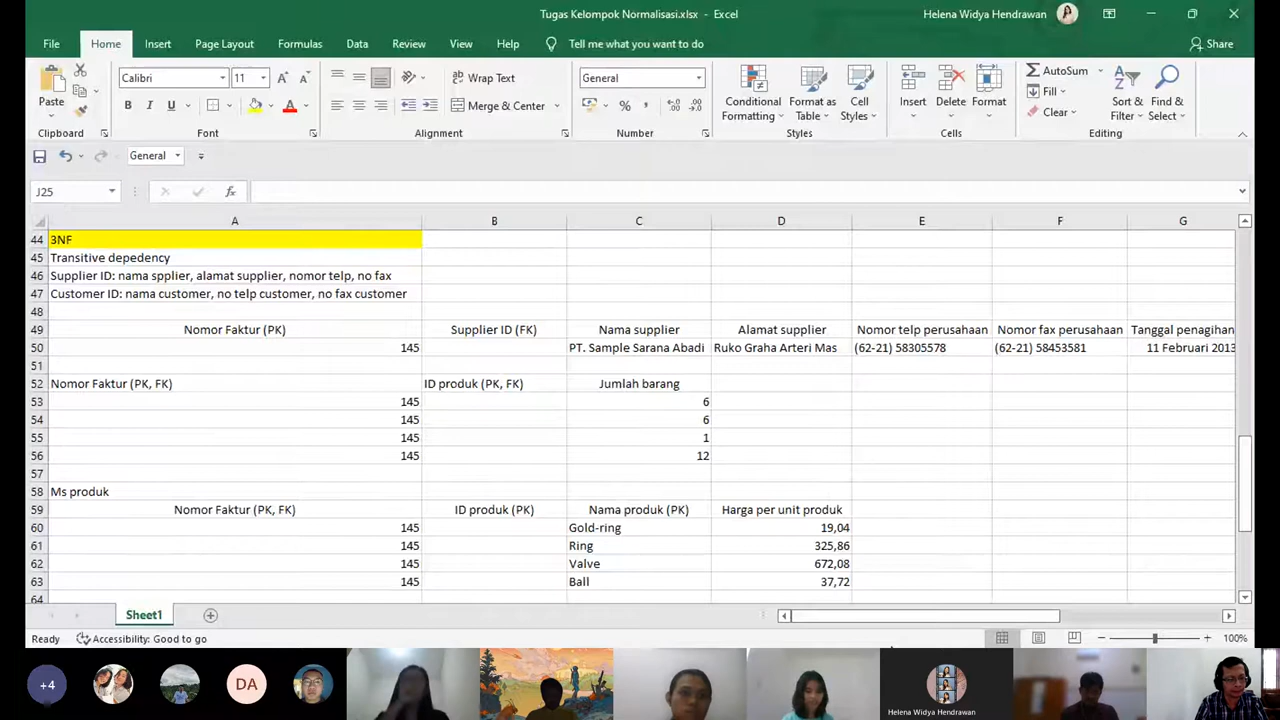 Tugas Kelompok Normalisasi.xlsx - Excel
Helena Widya Hendrawan
File Home Insert Page Layout Formulas Data Review View Help Tell me what you want to do Share
Paste
Calibri 11 A A
B I U A
Wrap Text
Merge & Center
General
% ,
Conditional Formatting
Format as Table
Cell Styles
Insert Delete Format
AutoSum
Fill
Clear
Sort & Filter
Find & Select
Clipboard Font Alignment Number Styles Cells Editing
General
J25 fx
A B C D E F G
44 3NF
45 Transitive depedency
46 Supplier ID: nama spplier, alamat supplier, nomor telp, no fax
47 Customer ID: nama customer, no telp customer, no fax customer
48
49 Nomor Faktur (PK) Supplier ID (FK) Nama supplier Alamat supplier Nomor telp perusahaan Nomor fax perusahaan Tanggal penagihan
50 145 PT. Sample Sarana Abadi Ruko Graha Arteri Mas (62-21) 58305578 (62-21) 58453581 11 Februari 2013
51
52 Nomor Faktur (PK, FK) ID produk (PK, FK) Jumlah barang
53 145 6
54 145 6
55 145 1
56 145 12
57
58 Ms produk
59 Nomor Faktur (PK, FK) ID produk (PK) Nama produk (PK) Harga per unit produk
60 145 Gold-ring 19,04
61 145 Ring 325,86
62 145 Valve 672,08
63 145 Ball 37,72
64
Sheet1
Ready Accessibility: Good to go 100%
+4 DA
Helena Widya Hendrawan